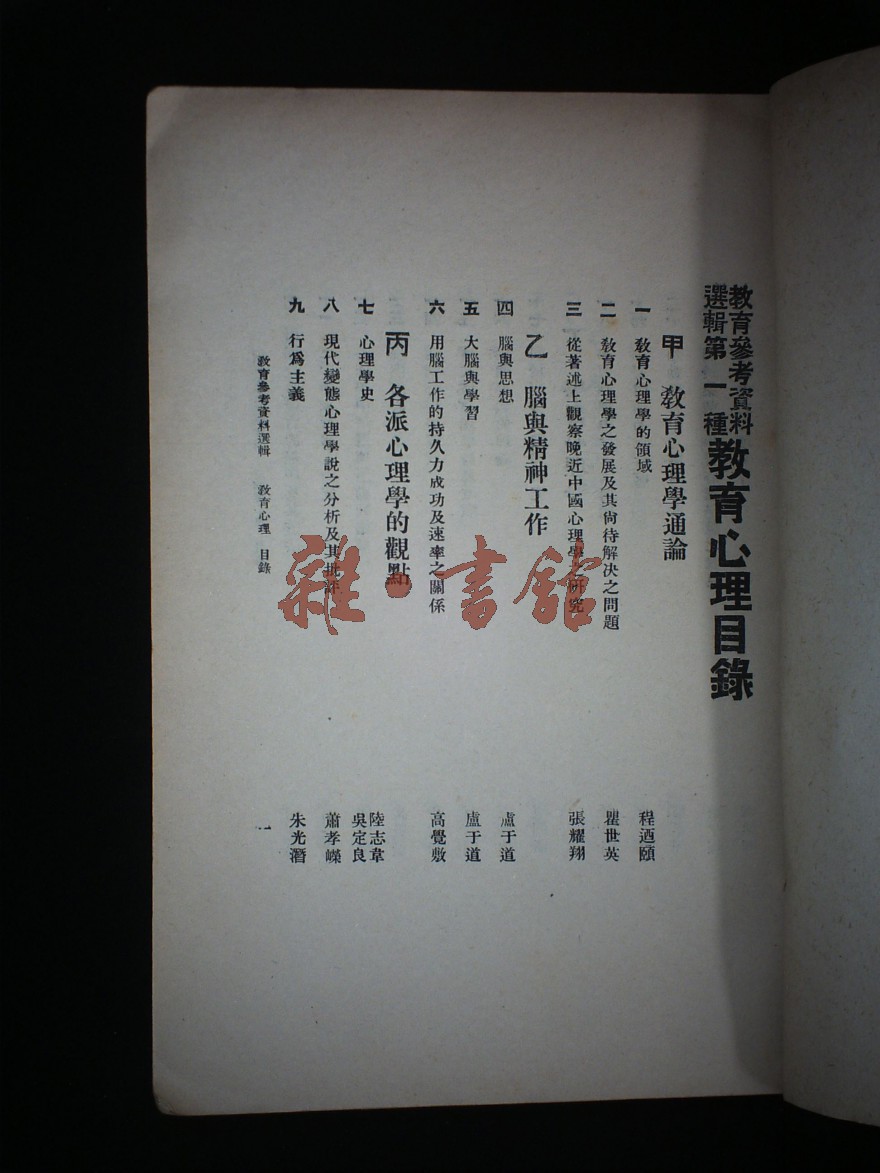 教育參考資料
選輯第一種
教育心理目錄
甲 教育心理學通論
一 教育心理學的領域 程迺頤
二 教育心理學之發展及其尙待解決之問題 瞿世英
三 從著述上觀察晚近中國心理學之研究 張耀翔
乙 腦與精神工作
四 腦與思想 盧于道
五 大腦與學習 盧于道
六 用腦工作的持久力成功及速率之關係 高覺敷
丙 各派心理學的觀點
七 心理學史 陸志韋 吳定良
八 現代變態心理學說之分析及其批評 蕭孝嶸
九 行爲主義 朱光潛
教育參考資料選輯 教育心理 目錄 一
雜·書館